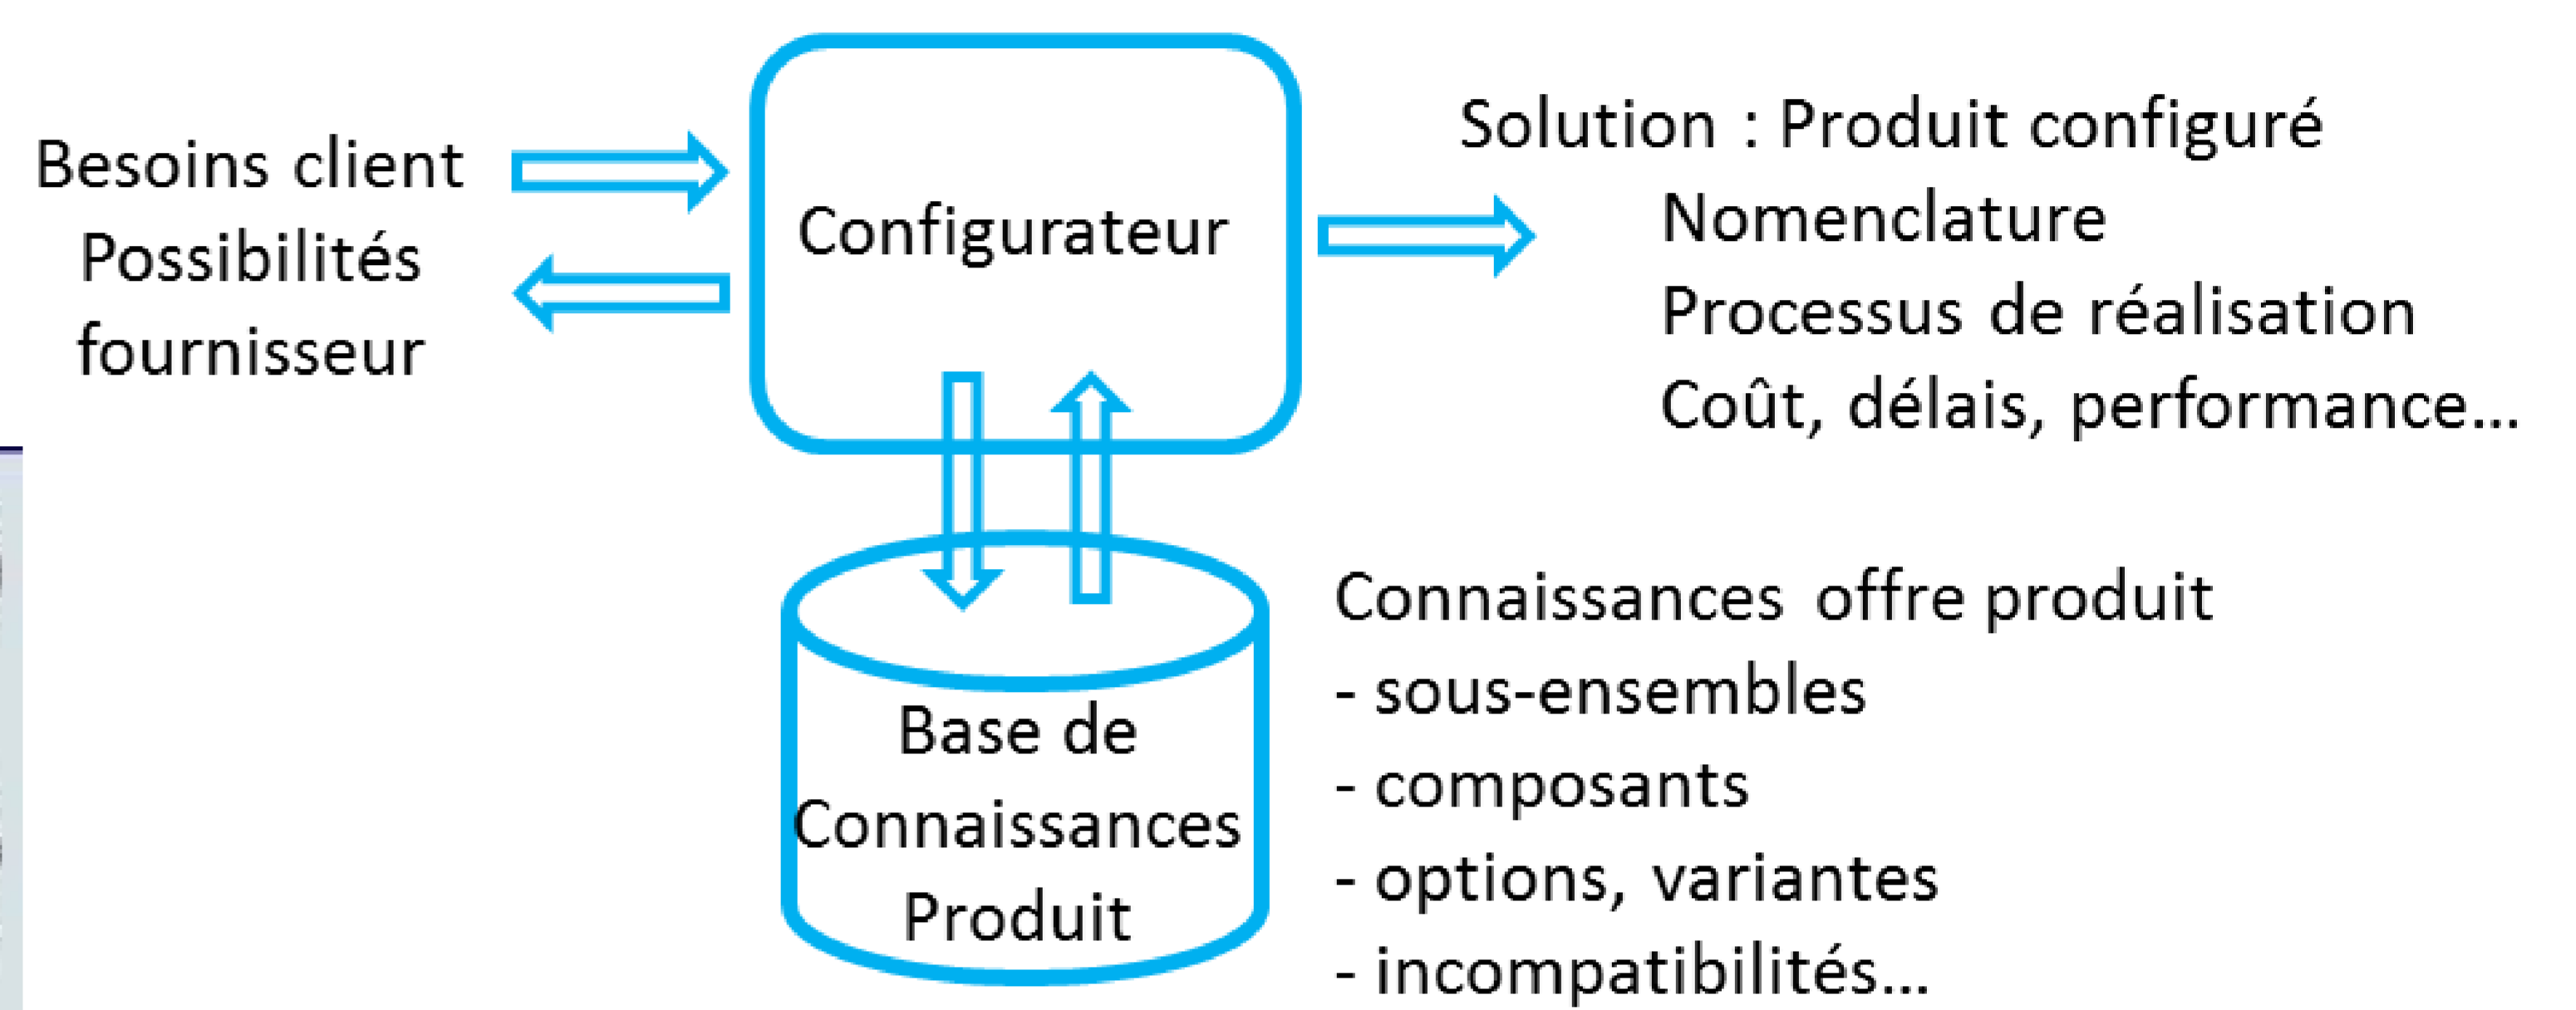 Besoins client
Possibilités
fournisseur
Configurateur
Solution : Produit configuré
Nomenclature
Processus de réalisation
Coût, délais, performance...
Base de
Connaissances
Produit
Connaissances offre produit
- sous-ensembles
- composants
- options, variantes
- incompatibilités...